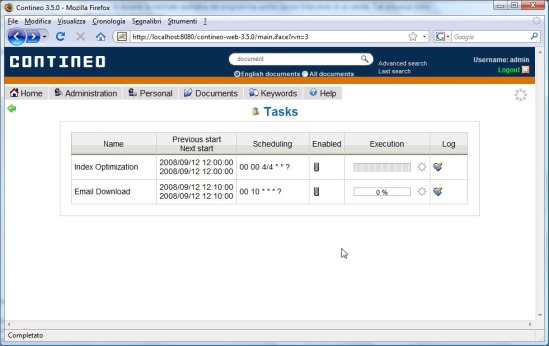 Contineo 3.5.0 - Mozilla Firefox
File Modifica Visualizza Cronologia Segnalibri Strumenti ?
http://localhost:8080/contineo-web-3.5.0/main.iface?rvn=3
Google
CONTINEO
document
Advanced search
Last search
English documents All documents
Username: admin
Logout
Home Administration Personal Documents Keywords Help
Tasks
Name Previous start Next start Scheduling Enabled Execution Log
Index Optimization 2008/09/12 12:00:00 00 00 4/4 * * ?
2008/09/12 12:00:00
Email Download 2008/09/12 12:10:00 00 10 * * * ? 0 %
2008/09/12 12:10:00
Completato